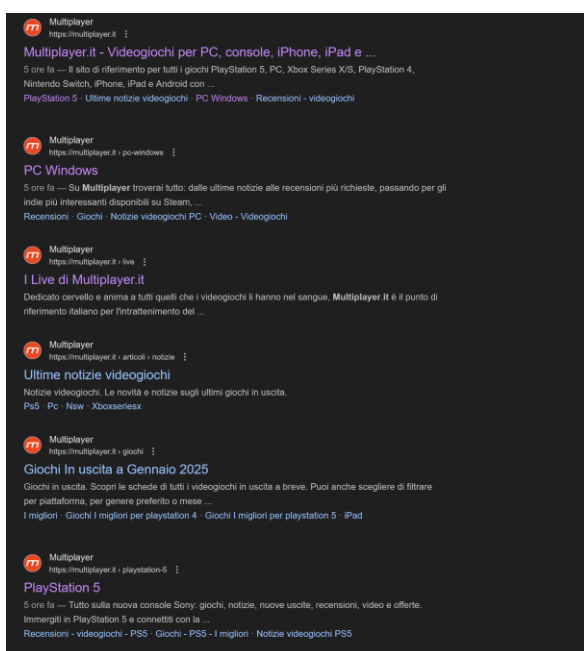 Multiplayer
https://multiplayer.it
Multiplayer.it - Videogiochi per PC, console, iPhone, iPad e ...
5 ore fa — Il sito di riferimento per tutti i giochi PlayStation 5, PC, Xbox Series X/S, PlayStation 4,
Nintendo Switch, iPhone, iPad e Android con ...
PlayStation 5 · Ultime notizie videogiochi · PC Windows · Recensioni - videogiochi
Multiplayer
https://multiplayer.it › pc-windows
PC Windows
5 ore fa — Su Multiplayer troverai tutto: dalle ultime notizie alle recensioni più richieste, passando per gli
indie più interessanti disponibili su Steam, ...
Recensioni · Giochi · Notizie videogiochi PC · Video - Videogiochi
Multiplayer
https://multiplayer.it › live
I Live di Multiplayer.it
Dedicato cervello e anima a tutti quelli che i videogiochi li hanno nel sangue, Multiplayer.it è il punto di
riferimento italiano per l'intrattenimento del ...
Multiplayer
https://multiplayer.it › articoli › notizie
Ultime notizie videogiochi
Notizie videogiochi. Le novità e notizie sugli ultimi giochi in uscita.
Ps5 · Pc · Nsw · Xboxseriesx
Multiplayer
https://multiplayer.it › giochi
Giochi In uscita a Gennaio 2025
Giochi in uscita. Scopri le schede di tutti i videogiochi in uscita a breve. Puoi anche scegliere di filtrare
per piattaforma, per genere preferito o mese ...
I migliori · Giochi I migliori per playstation 4 · Giochi I migliori per playstation 5 · iPad
Multiplayer
https://multiplayer.it › playstation-5
PlayStation 5
5 ore fa — Tutto sulla nuova console Sony: giochi, notizie, nuove uscite, recensioni, video e offerte.
Immergiti in PlayStation 5 e connettiti con la ...
Recensioni - videogiochi - PS5 · Giochi - PS5 - I migliori · Notizie videogiochi PS5